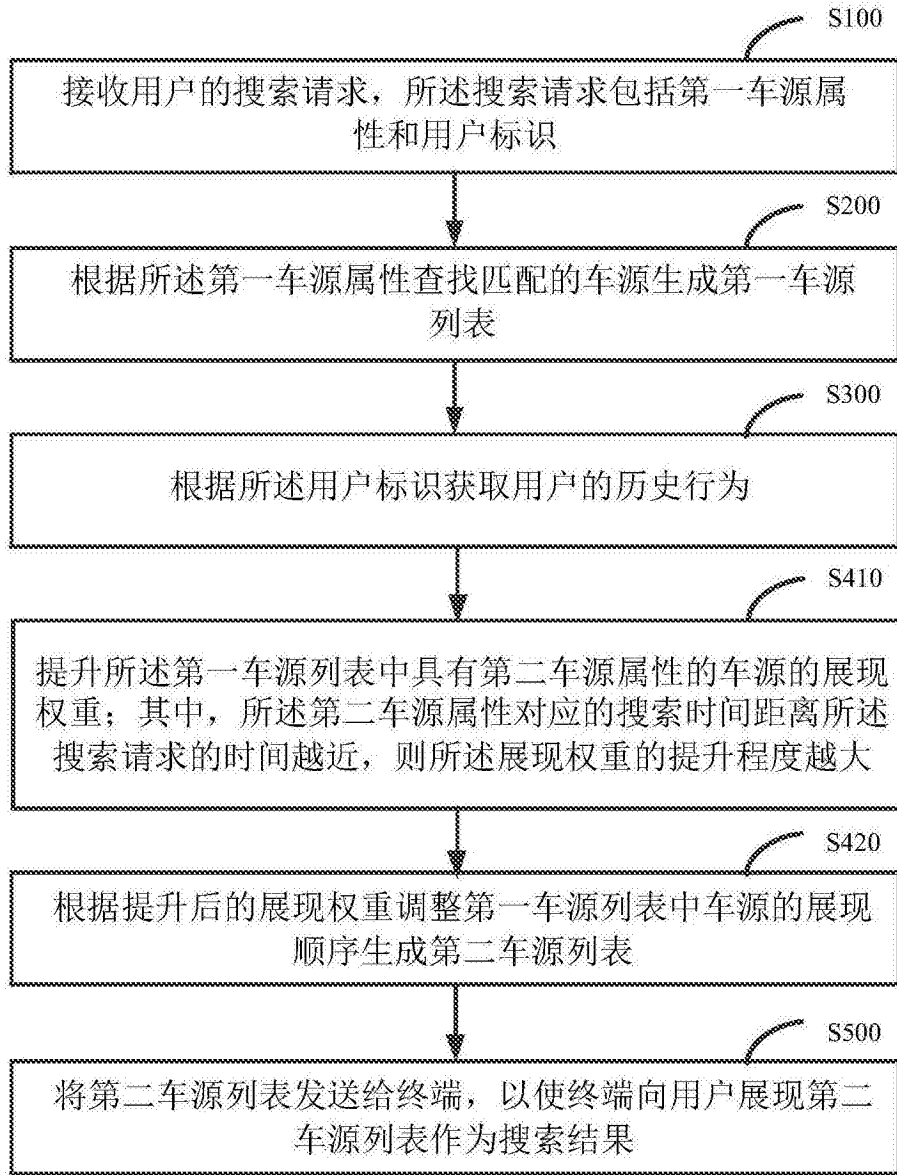 S100
接收用户的搜索请求，所述搜索请求包括第一车源属
性和用户标识
S200
根据所述第一车源属性查找匹配的车源生成第一车源
列表
S300
根据所述用户标识获取用户的历史行为
S410
提升所述第一车源列表中具有第二车源属性的车源的展现
权重；其中，所述第二车源属性对应的搜索时间距离所述
搜索请求的时间越近，则所述展现权重的提升程度越大
S420
根据提升后的展现权重调整第一车源列表中车源的展现
顺序生成第二车源列表
S500
将第二车源列表发送给终端，以使终端向用户展现第二
车源列表作为搜索结果